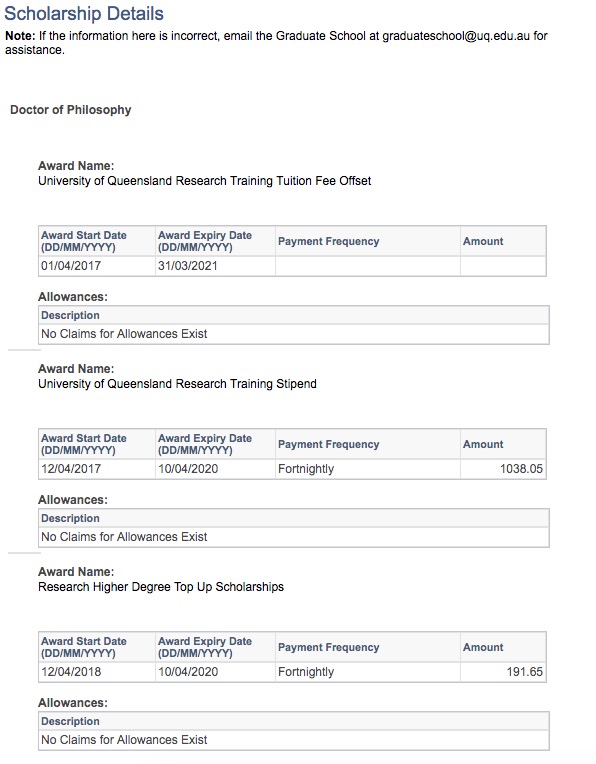 Scholarship Details
Note: If the information here is incorrect, email the Graduate School at graduateschool@uq.edu.au for
assistance.
Doctor of Philosophy
Award Name:
University of Queensland Research Training Tuition Fee Offset
Award Start Date (DD/MM/YYYY) Award Expiry Date (DD/MM/YYYY) Payment Frequency Amount
01/04/2017 31/03/2021
Allowances:
Description
No Claims for Allowances Exist
Award Name:
University of Queensland Research Training Stipend
Award Start Date (DD/MM/YYYY) Award Expiry Date (DD/MM/YYYY) Payment Frequency Amount
12/04/2017 10/04/2020 Fortnightly 1038.05
Allowances:
Description
No Claims for Allowances Exist
Award Name:
Research Higher Degree Top Up Scholarships
Award Start Date (DD/MM/YYYY) Award Expiry Date (DD/MM/YYYY) Payment Frequency Amount
12/04/2018 10/04/2020 Fortnightly 191.65
Allowances:
Description
No Claims for Allowances Exist